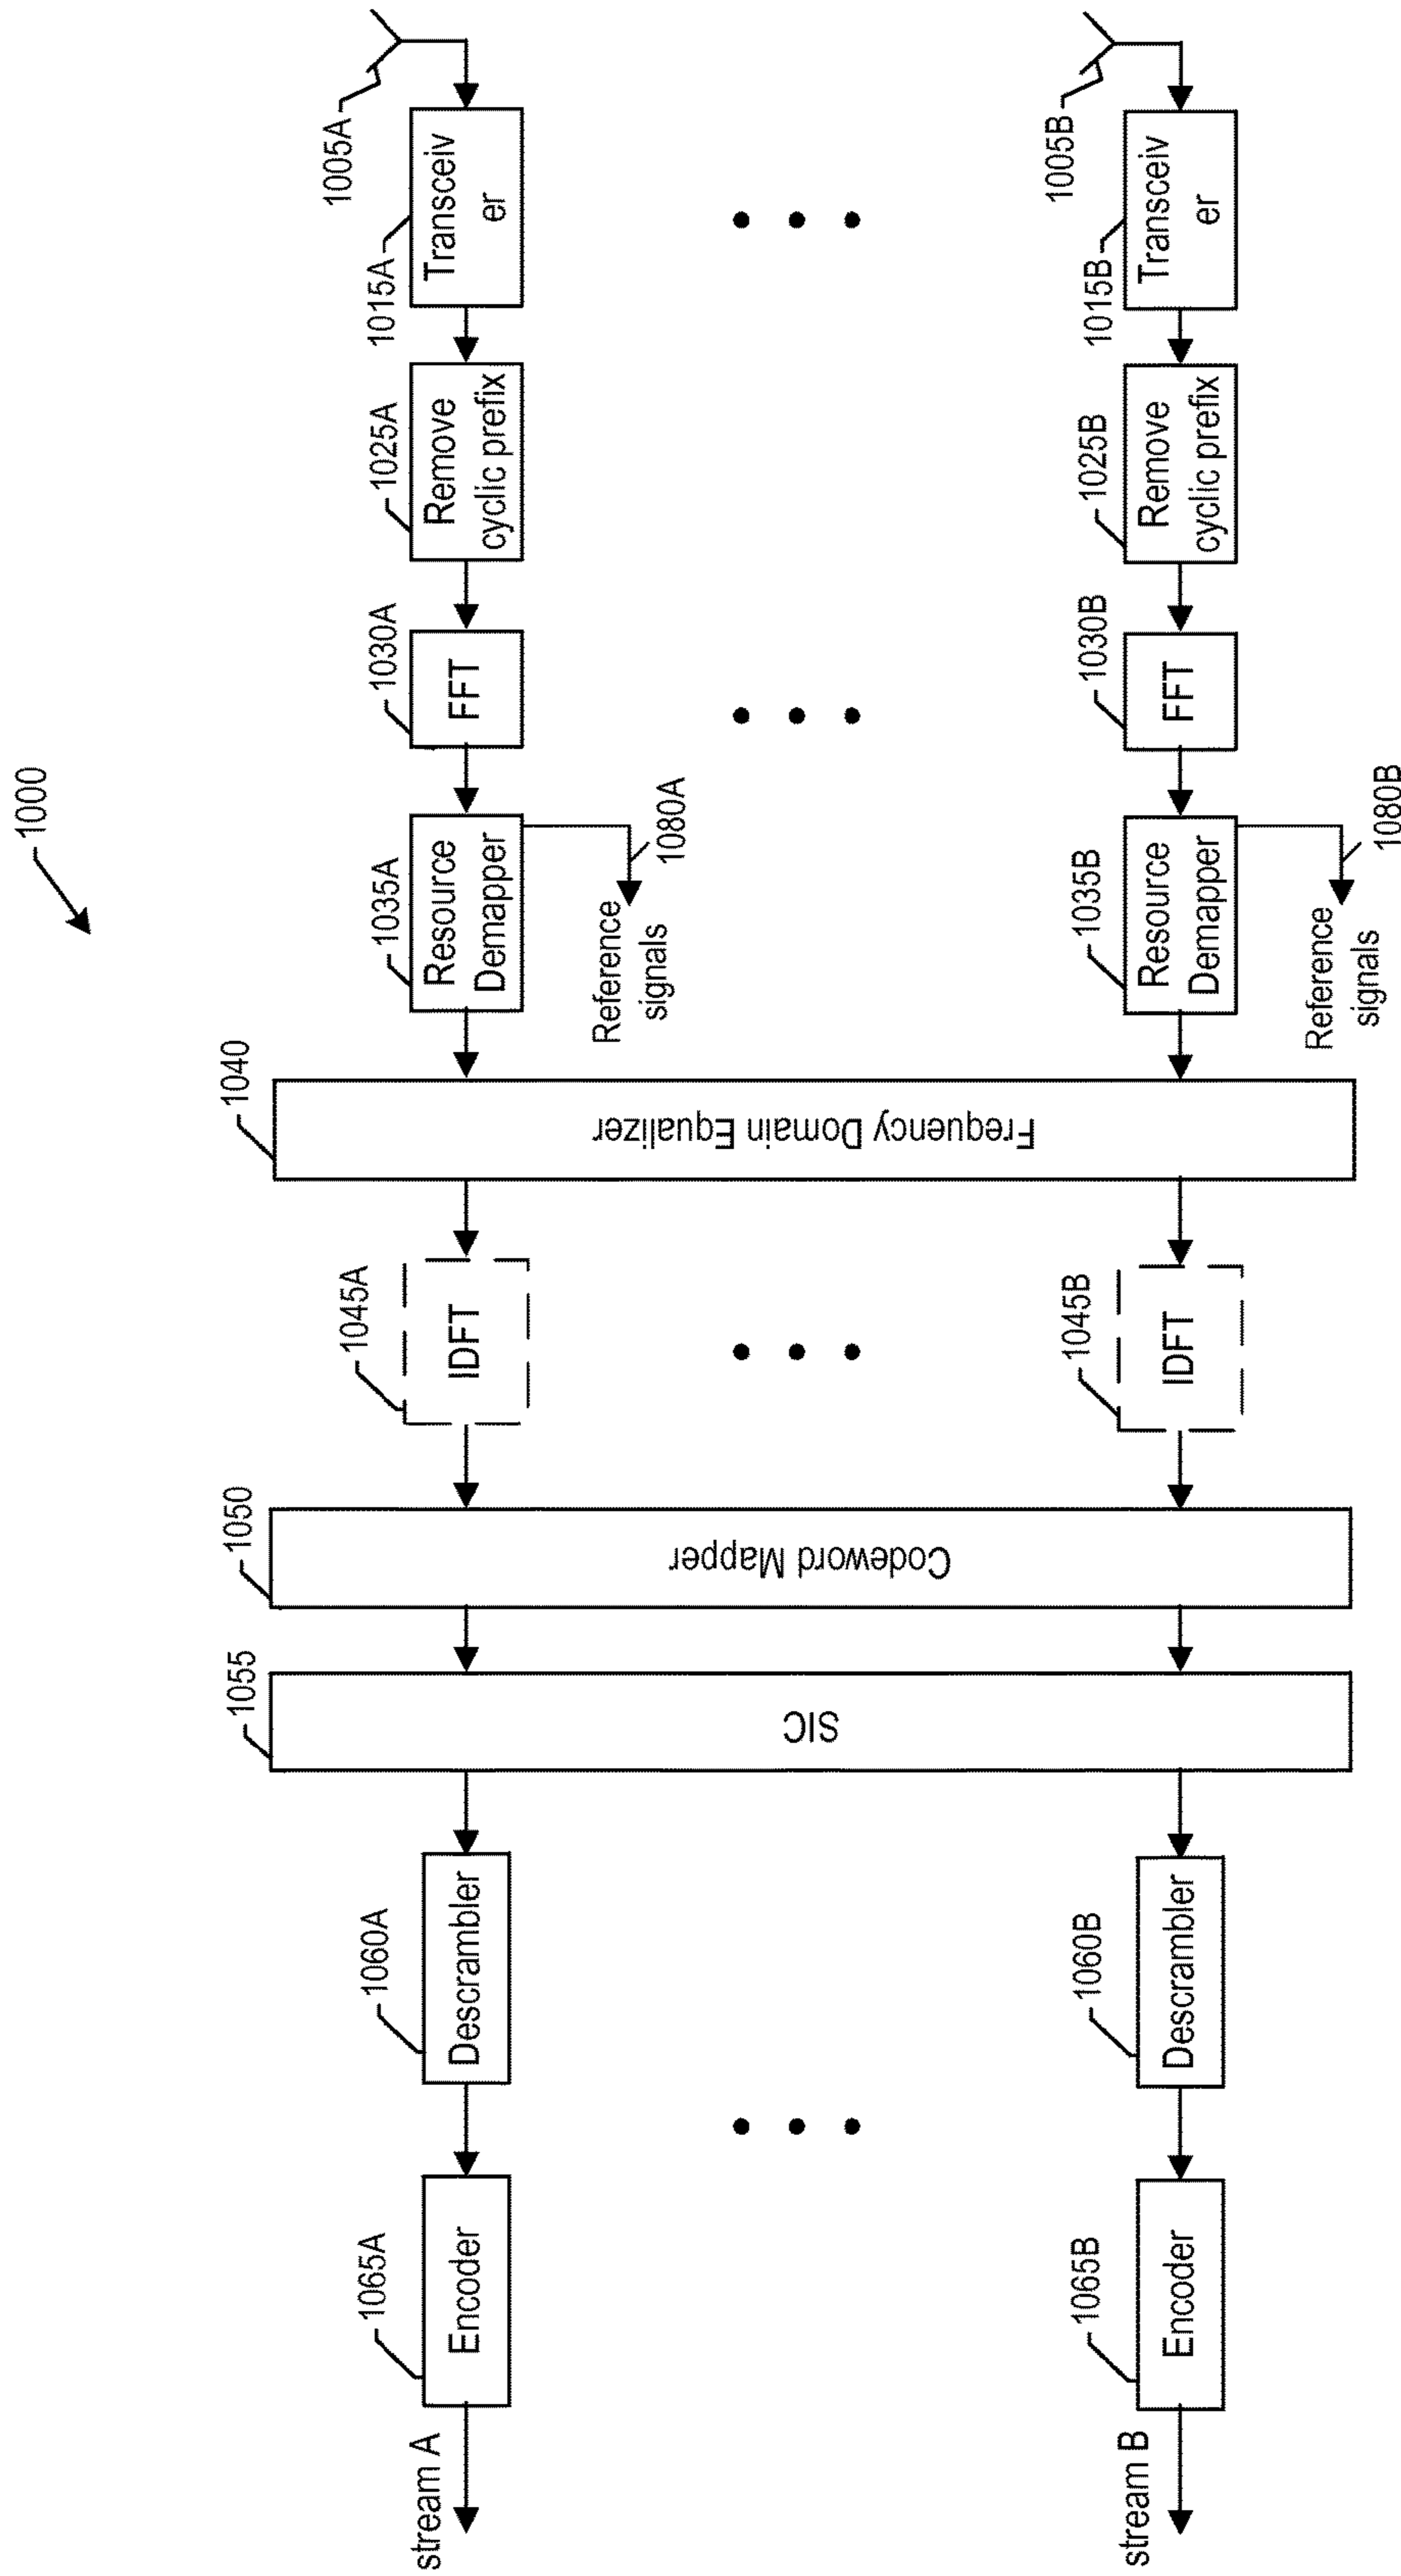 1000
1005A
1015A
Transceiv
er
1025A
Remove
cyclic prefix
1030A
FFT
1035A
Resource
Demapper
1080A
Reference
signals
1040
Frequency Domain Equalizer
1045A
IDFT
1050
Codeword Mapper
1055
SIC
1060A
Descrambler
1065A
Encoder
stream A
1005B
1015B
Transceiv
er
1025B
Remove
cyclic prefix
1030B
FFT
1035B
Resource
Demapper
1080B
Reference
signals
1045B
IDFT
1060B
Descrambler
1065B
Encoder
stream B